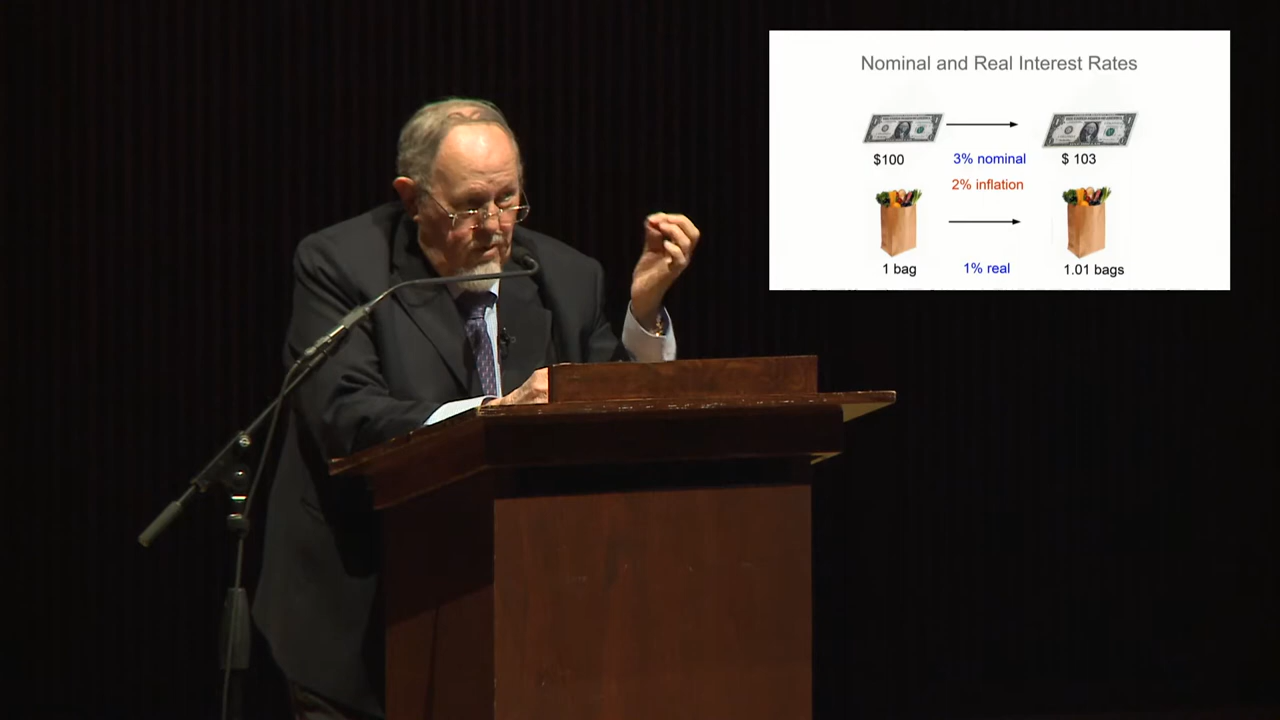 Nominal and Real Interest Rates
$100
3% nominal
$ 103
2% inflation
1 bag
1% real
1.01 bags